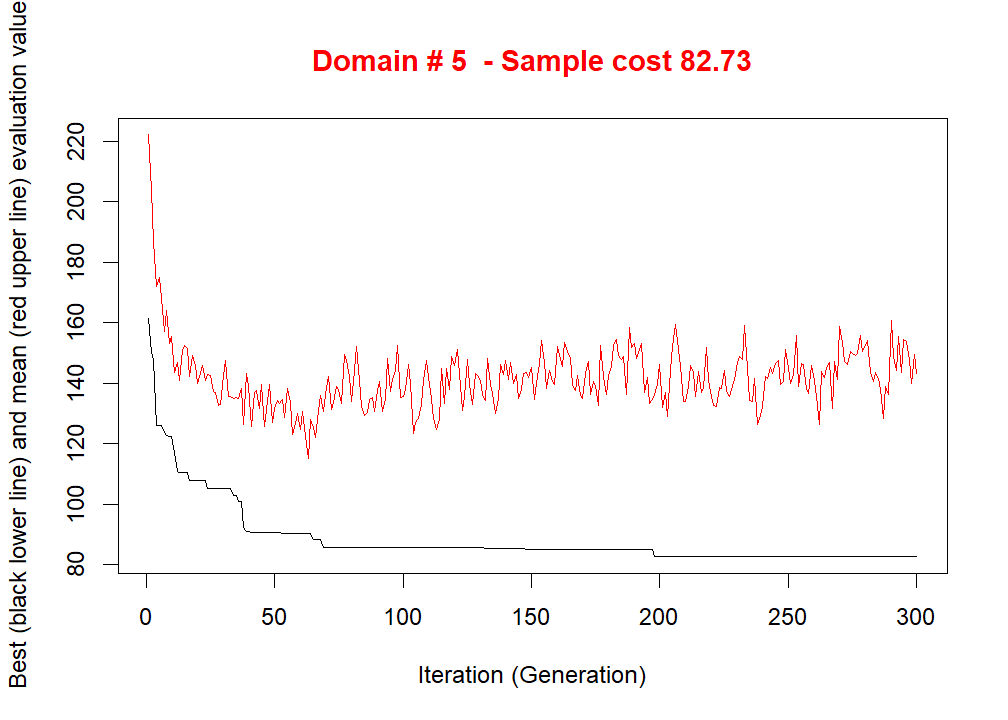 Domain # 5  - Sample cost 82.73
Best (black lower line) and mean (red upper line) evaluation value
220
200
180
160
140
120
100
80
0 50 100 150 200 250 300
Iteration (Generation)